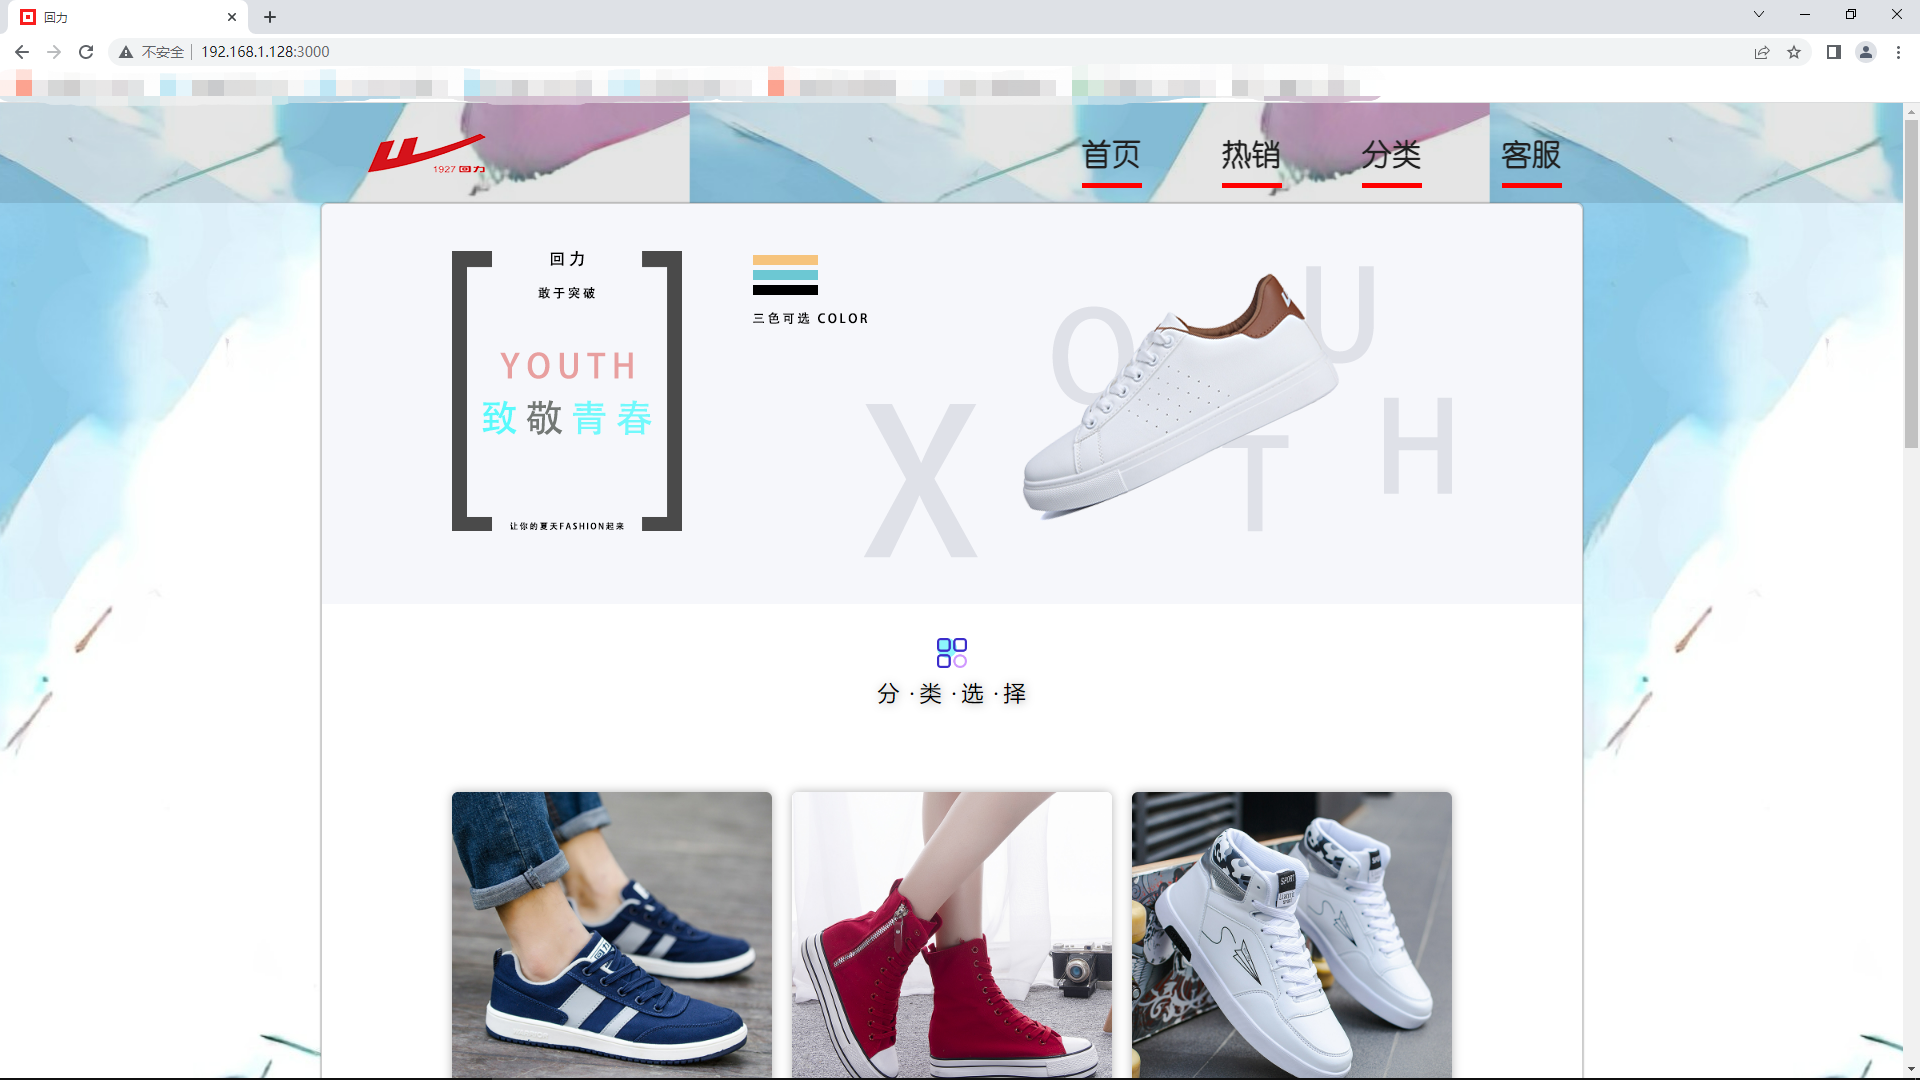 回力
不安全 192.168.1.128:3000
1927 回力
首页 热销 分类 客服
回力
敢于突破
YOUTH
致敬青春
让你的夏天FASHION起来
三色可选 COLOR
X O U T H
分·类·选·择
SPORT